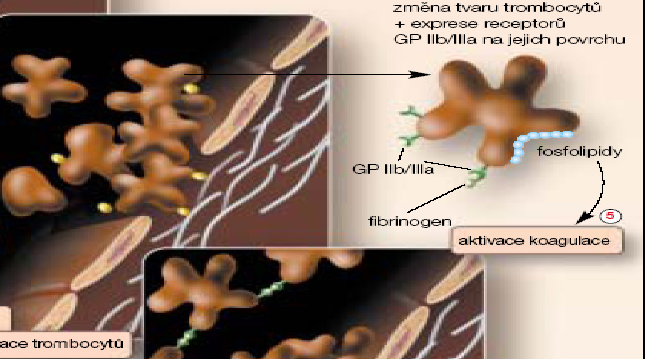 změna tvaru trombocytů
+ exprese receptorů
GP IIb/IIIa na jejich povrchu
fosfolipidy
GP IIb/IIIa
fibrinogen
5
aktivace koagulace
ace trombocytů